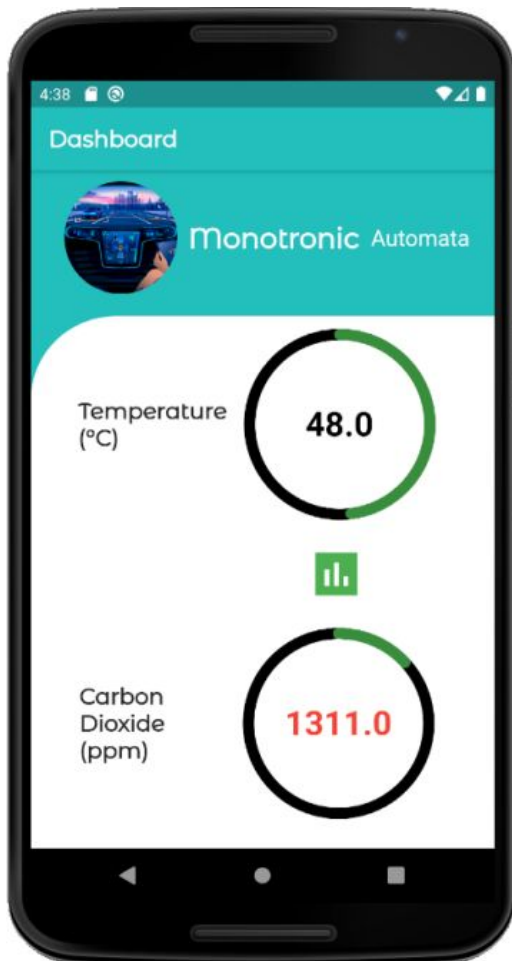 4:38
Dashboard
Monotronic Automata
Temperature
(°C)
48.0
Carbon
Dioxide
(ppm)
1311.0